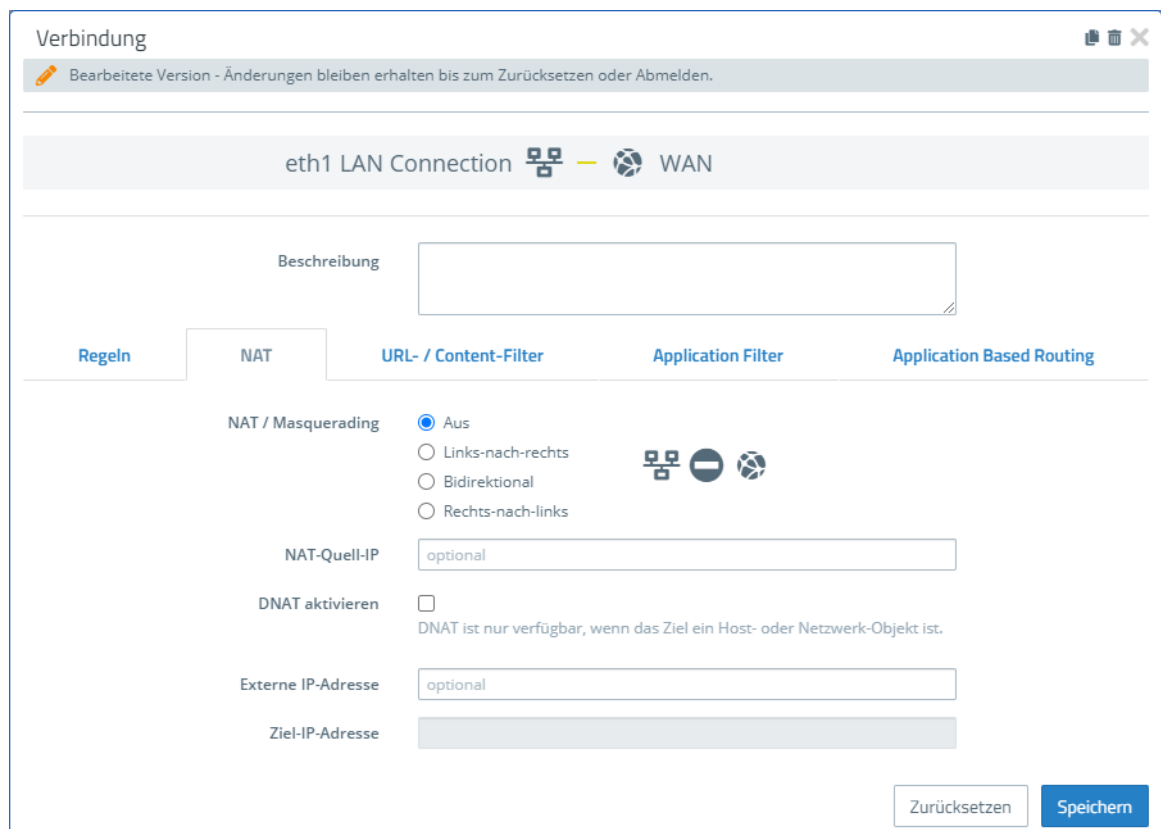 Verbindung
Bearbeitete Version - Änderungen bleiben erhalten bis zum Zurücksetzen oder Abmelden.
eth1 LAN Connection WAN
Beschreibung
Regeln NAT URL- / Content-Filter Application Filter Application Based Routing
NAT / Masquerading Aus
Links-nach-rechts
Bidirektional
Rechts-nach-links
NAT-Quell-IP optional
DNAT aktivieren
DNAT ist nur verfügbar, wenn das Ziel ein Host- oder Netzwerk-Objekt ist.
Externe IP-Adresse optional
Ziel-IP-Adresse
Zurücksetzen Speichern